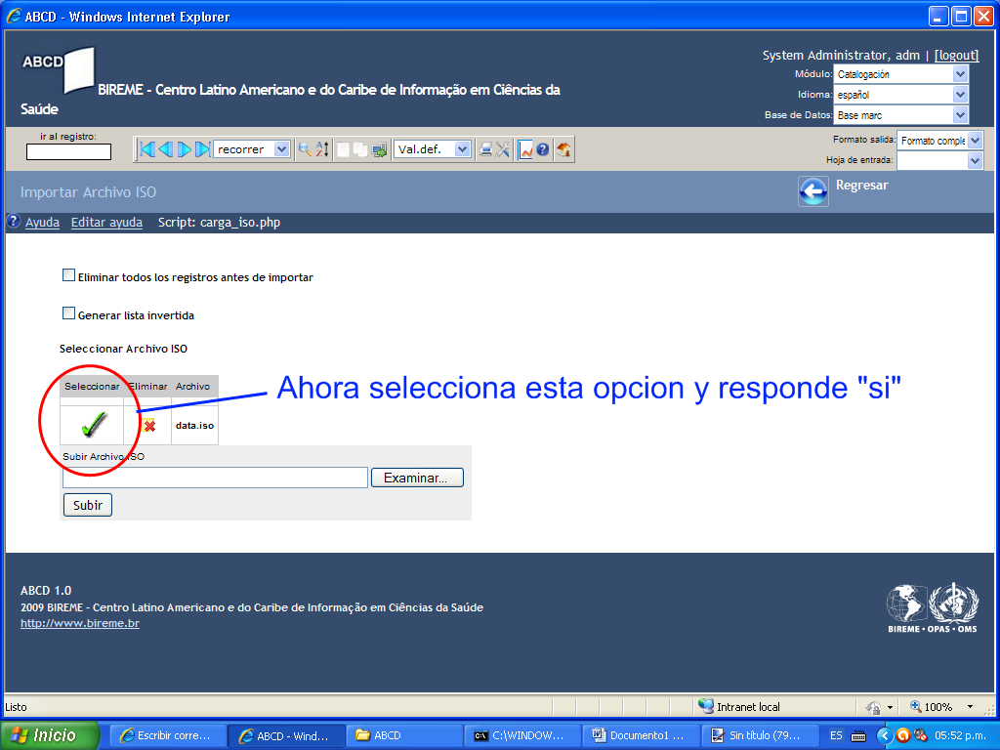 ABCD - Windows Internet Explorer
ABCD
BIREME - Centro Latino Americano e do Caribe de Informação em Ciências da
Saúde
System Administrator, adm | [logout]
Módulo: Catalogación
Idioma: español
Base de Datos: Base marc
ir al registro:
recorrer
Val.def.
Formato salida: Formato comple
Hoja de entrada:
Importar Archivo ISO
Regresar
Ayuda Editar ayuda Script: carga_iso.php
Eliminar todos los registros antes de importar
Generar lista invertida
Seleccionar Archivo ISO
Seleccionar Eliminar Archivo
Ahora selecciona esta opcion y responde "si"
data.iso
Subir Archivo ISO
Examinar...
Subir
ABCD 1.0
2009 BIREME - Centro Latino Americano e do Caribe de Informação em Ciências da Saúde
http://www.bireme.br
BIREME • OPAS • OMS
Listo
Intranet local
100%
Inicio
Escribir corre...
ABCD - Wind...
ABCD
C:\WINDOW...
Documento1 ...
Sin título (79...
ES
05:52 p.m.